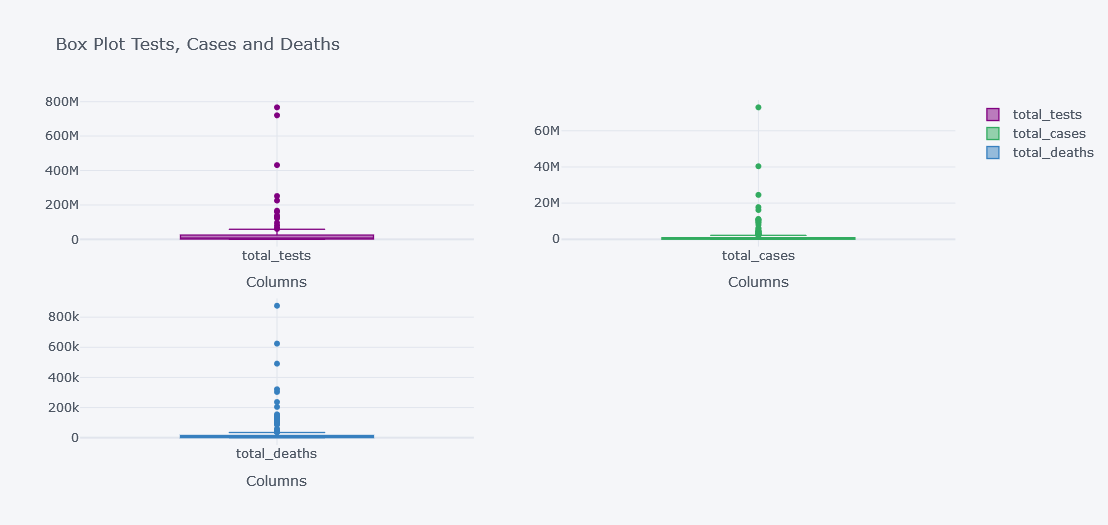 Box Plot Tests, Cases and Deaths
800M
600M
400M
200M
0
total_tests
Columns
60M
40M
20M
0
total_cases
Columns
total_tests
total_cases
total_deaths
800k
600k
400k
200k
0
total_deaths
Columns